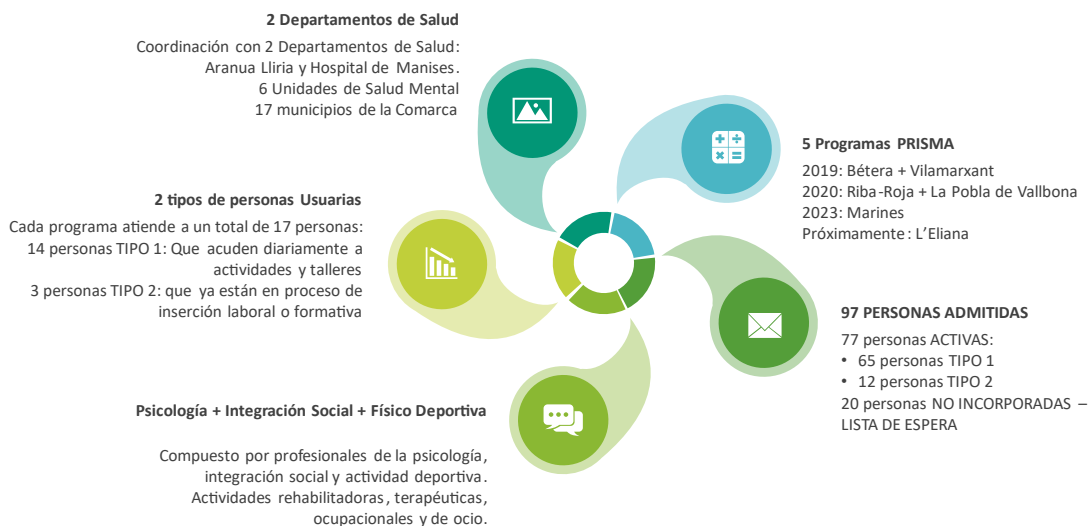 2 Departamentos de Salud
Coordinación con 2 Departamentos de Salud:
Aranua Lliria y Hospital de Manises.
6 Unidades de Salud Mental
17 municipios de la Comarca
5 Programas PRISMA
2019: Bétera + Vilamarxant
2020: Riba-Roja + La Pobla de Vallbona
2023: Marines
Próximamente: L'Eliana
2 tipos de personas Usuarias
Cada programa atiende a un total de 17 personas:
14 personas TIPO 1: Que acuden diariamente a
actividades y talleres
3 personas TIPO 2: que ya están en proceso de
inserción laboral o formativa
97 PERSONAS ADMITIDAS
77 personas ACTIVAS:
• 65 personas TIPO 1
• 12 personas TIPO 2
20 personas NO INCORPORADAS –
LISTA DE ESPERA
Psicología + Integración Social + Físico Deportiva
Compuesto por profesionales de la psicología,
integración social y actividad deportiva.
Actividades rehabilitadoras, terapéuticas,
ocupacionales y de ocio.